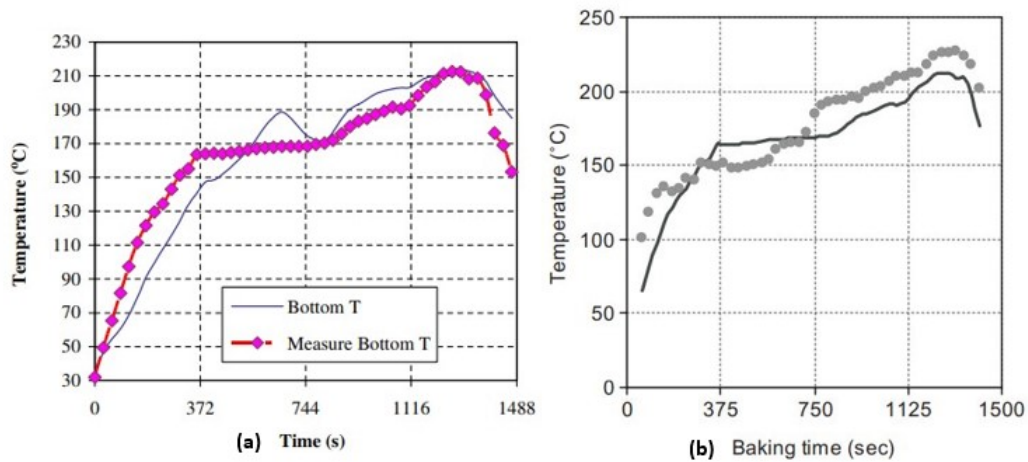 230
210
190
170
150
130
110
90
70
50
30
Temperature (ºC)
Bottom T
Measure Bottom T
0 372 744 1116 1488
(a) Time (s)
250
200
150
100
50
0
Temperature (°C)
0 375 750 1125 1500
(b) Baking time (sec)